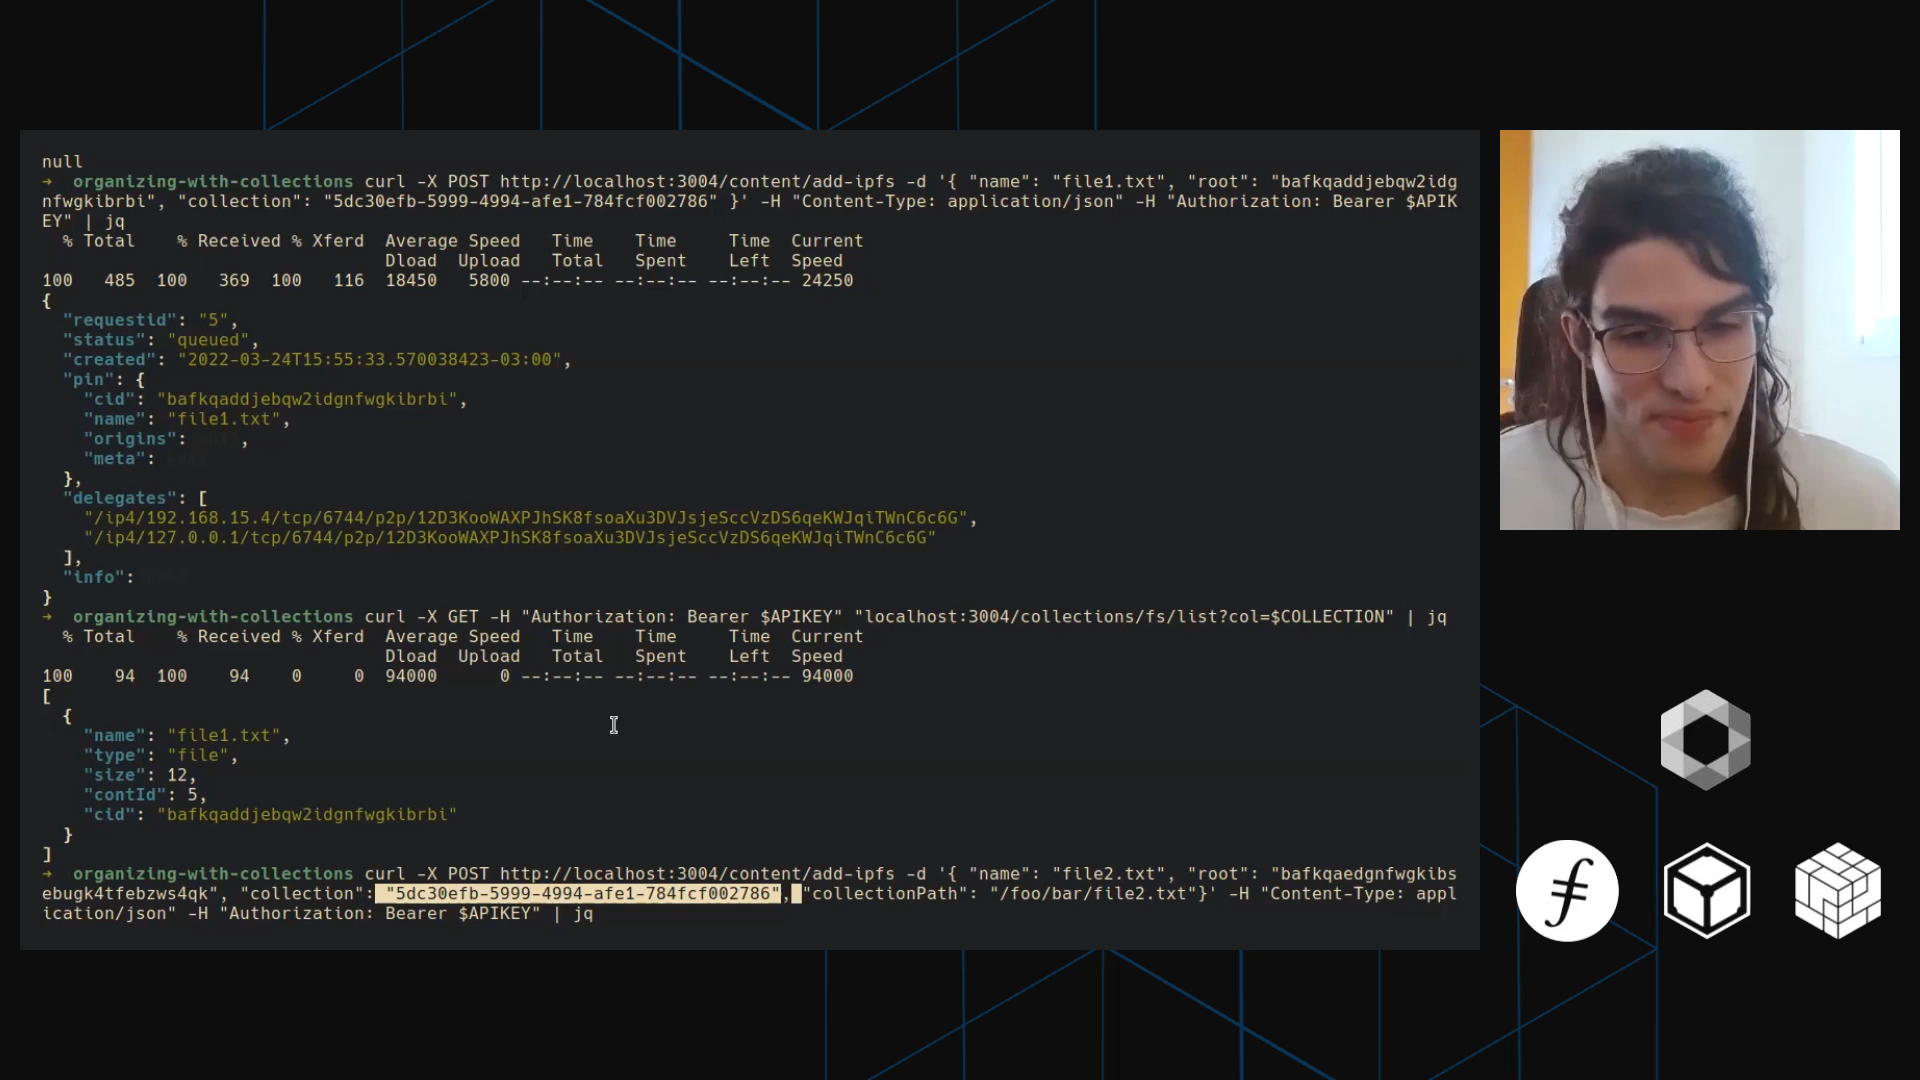 null
→ organizing-with-collections curl -X POST http://localhost:3004/content/add-ipfs -d '{ "name": "file1.txt", "root": "bafkqaddjebqw2idg
nfwgkibrbi", "collection": "5dc30efb-5999-4994-afe1-784fcf002786" }' -H "Content-Type: application/json" -H "Authorization: Bearer $APIK
EY" | jq
% Total % Received % Xferd Average Speed Time Time Time Current
Dload Upload Total Spent Left Speed
100 485 100 369 100 116 18450 5800 --:--:-- --:--:-- --:--:-- 24250
{
"requestid": "5",
"status": "queued",
"created": "2022-03-24T15:55:33.570038423-03:00",
"pin": {
"cid": "bafkqaddjebqw2idgnfwgkibrbi",
"name": "file1.txt",
"origins": ,
"meta":
},
"delegates": [
"/ip4/192.168.15.4/tcp/6744/p2p/12D3KooWAXPJhSK8fsoaXu3DVJsjeSccVzDS6qeKWJqiTWnC6c6G",
"/ip4/127.0.0.1/tcp/6744/p2p/12D3KooWAXPJhSK8fsoaXu3DVJsjeSccVzDS6qeKWJqiTWnC6c6G"
],
"info":
}
→ organizing-with-collections curl -X GET -H "Authorization: Bearer $APIKEY" "localhost:3004/collections/fs/list?col=$COLLECTION" | jq
% Total % Received % Xferd Average Speed Time Time Time Current
Dload Upload Total Spent Left Speed
100 94 100 94 0 0 94000 0 --:--:-- --:--:-- --:--:-- 94000
[
{
"name": "file1.txt",
"type": "file",
"size": 12,
"contId": 5,
"cid": "bafkqaddjebqw2idgnfwgkibrbi"
}
]
→ organizing-with-collections curl -X POST http://localhost:3004/content/add-ipfs -d '{ "name": "file2.txt", "root": "bafkqaedgnfwgkibs
ebugk4tfebzws4qk", "collection": "5dc30efb-5999-4994-afe1-784fcf002786", "collectionPath": "/foo/bar/file2.txt"}' -H "Content-Type: appl
ication/json" -H "Authorization: Bearer $APIKEY" | jq